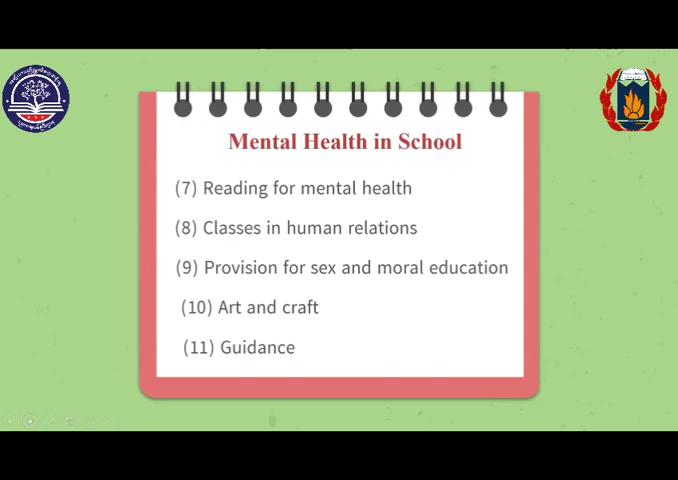 Mental Health in School
(7) Reading for mental health
(8) Classes in human relations
(9) Provision for sex and moral education
(10) Art and craft
(11) Guidance